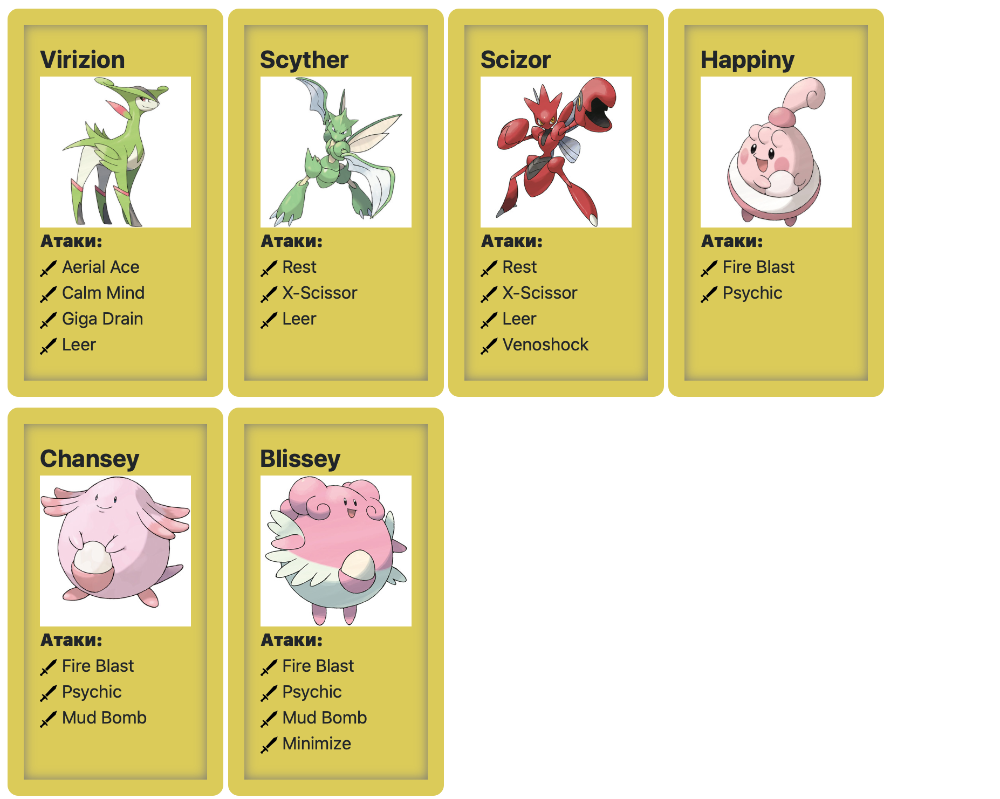 Virizion
Атаки:
Aerial Ace
Calm Mind
Giga Drain
Leer
Scyther
Атаки:
Rest
X-Scissor
Leer
Scizor
Атаки:
Rest
X-Scissor
Leer
Venoshock
Happiny
Атаки:
Fire Blast
Psychic
Chansey
Атаки:
Fire Blast
Psychic
Mud Bomb
Blissey
Атаки:
Fire Blast
Psychic
Mud Bomb
Minimize